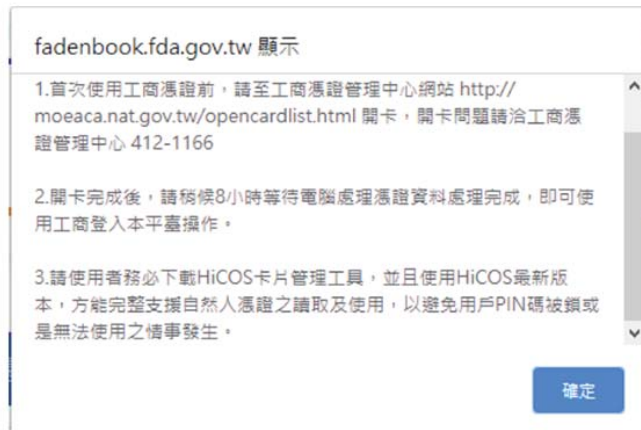 fadenbook.fda.gov.tw 顯示
1.首次使用工商憑證前，請至工商憑證管理中心網站 http://
moeaca.nat.gov.tw/opencardlist.html 開卡，開卡問題請洽工商憑
證管理中心 412-1166
2.開卡完成後，請稍候8小時等待電腦處理憑證資料處理完成，即可使
用工商登入本平臺操作。
3.請使用者務必下載HiCOS卡片管理工具，並且使用HiCOS最新版
本，方能完整支援自然人憑證之讀取及使用，以避免用戶PIN碼被鎖或
是無法使用之情事發生。
確定